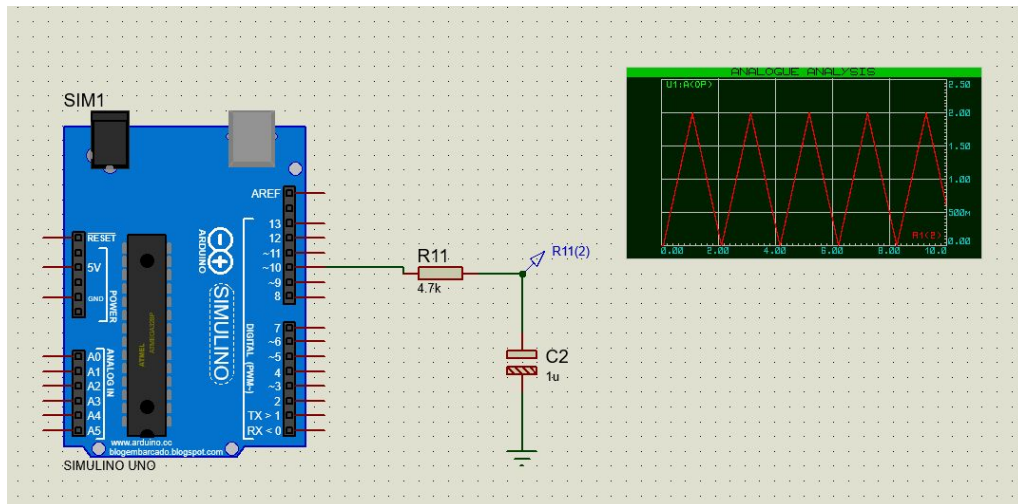 SIM1
AREF
13
12
~11
~10
~9
8
RESET
5V
GND
POWER
ARDUINO
SIMULINO
ATMEL
ATMEGA328P
DIGITAL (PWM~)
7
~6
~5
4
~3
2
TX > 1
RX < 0
A0
A1
A2
A3
A4
A5
ANALOG IN
www.arduino.cc
blogembarcado.blogspot.com
SIMULINO UNO
R11
4.7k
R11(2)
C2
1u
ANALOGUE ANALYSIS
U1:A(OP)
2.50
2.00
1.50
1.00
500m
0.00
R1(2)
0.00 2.00 4.00 6.00 8.00 10.0